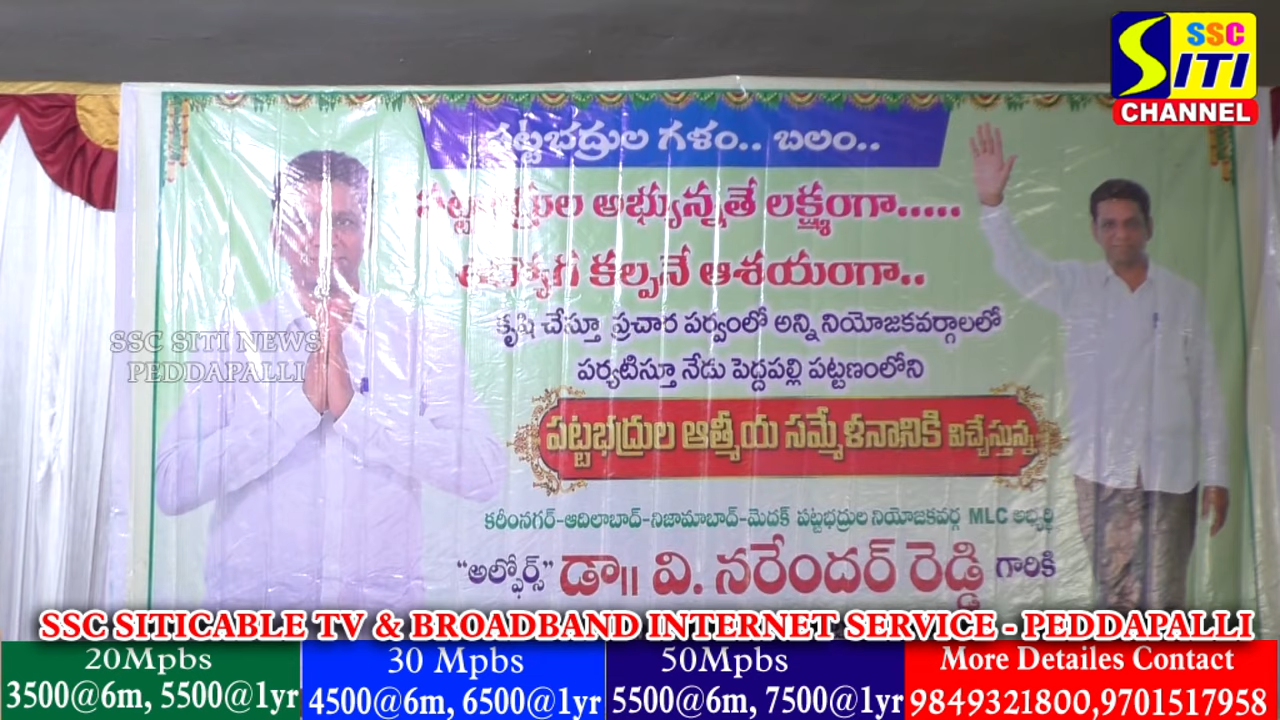 SSC
SITI
CHANNEL
పట్టభద్రుల గళం.. బలం..
పట్టభద్రుల అభ్యున్నతే లక్ష్యంగా.....
కల్పనే ఆశయంగా..
కృషి చేస్తూ ప్రచార పర్వంలో అన్ని నియోజకవర్గాలలో
పర్యటిస్తూ నేడు పెద్దపల్లి పట్టణంలోని
పట్టభద్రుల ఆత్మీయ సమ్మేళనానికి విచ్చేస్తున్న
కరీంనగర్-ఆదిలాబాద్-నిజామాబాద్-మెదక్ పట్టభద్రుల నియోజకవర్గ MLC అభ్యర్థి
"అల్ఫోర్స్" డా|| వి. నరేందర్ రెడ్డి గారికి
SSC SITI NEWS
PEDDAPALLI
SSC SITICABLE TV & BROADBAND INTERNET SERVICE - PEDDAPALLI
20Mpbs
3500@6m, 5500@1yr
30 Mpbs
4500@6m, 6500@1yr
50Mpbs
5500@6m, 7500@1yr
More Detailes Contact
9849321800,9701517958